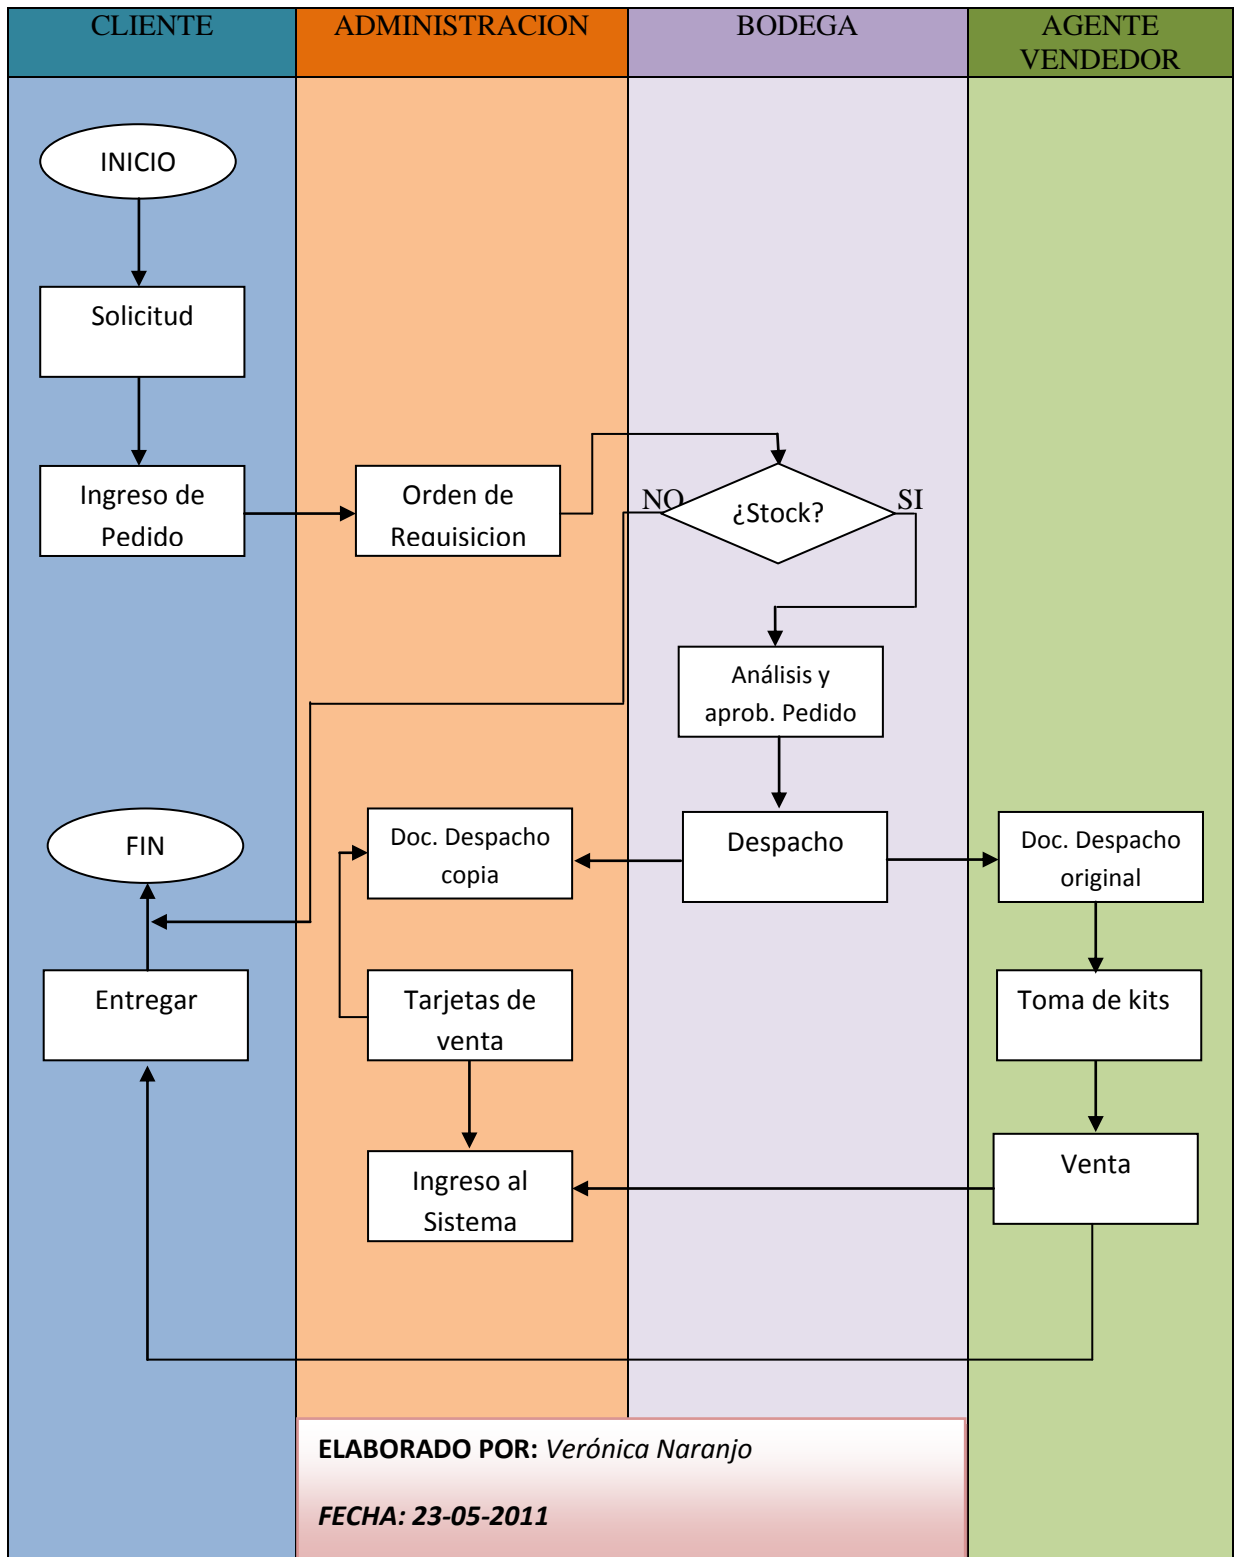 CLIENTE
ADMINISTRACION
BODEGA
AGENTE
VENDEDOR
INICIO
Solicitud
Ingreso de
Pedido
Orden de
Requisicion
NO
¿Stock?
SI
Análisis y
aprob. Pedido
FIN
Doc. Despacho
copia
Despacho
Doc. Despacho
original
Entregar
Tarjetas de
venta
Toma de kits
Ingreso al
Sistema
Venta
ELABORADO POR: Verónica Naranjo
FECHA: 23-05-2011